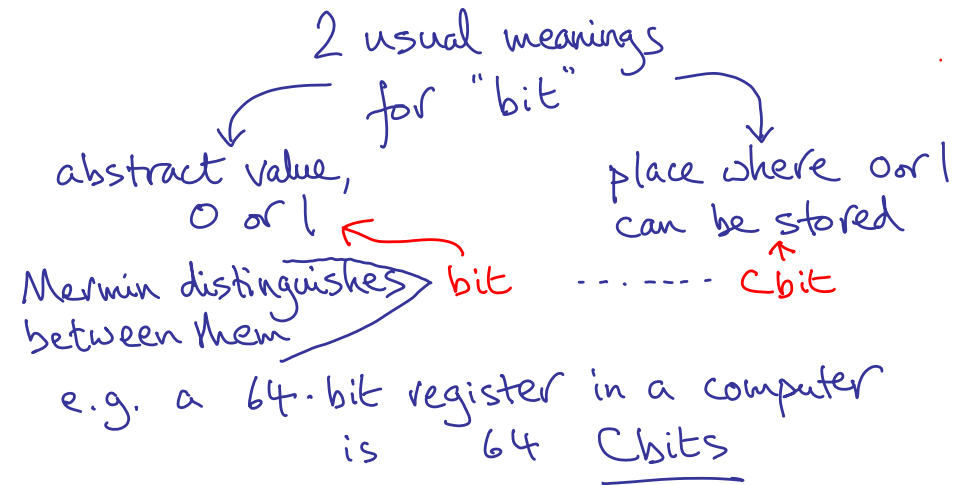 2 usual meanings
for "bit"
abstract value,
0 or 1
place where 0 or 1
can be stored
Mermin distinguishes
between them
bit ------- Cbit
e.g. a 64-bit register in a computer
is 64 Cbits